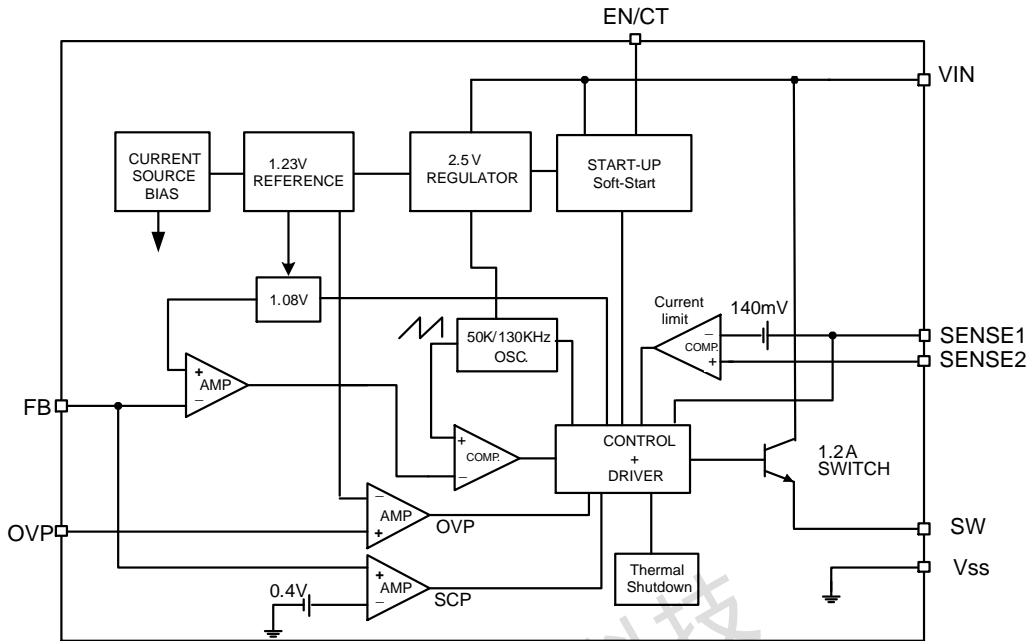 EN/CT
VIN
CURRENT
SOURCE
BIAS
1.23V
REFERENCE
2.5 V
REGULATOR
START-UP
Soft-Start
1.08V
50K/130KHz
OSC.
Current
limit
140mV
−
COMP.
+
SENSE1
SENSE2
+
AMP
−
FB
+
COMP.
−
CONTROL
+
DRIVER
1.2A
SWITCH
−
AMP
+
OVP
OVP
SW
+
AMP
−
SCP
0.4V
Thermal
Shutdown
Vss
科技